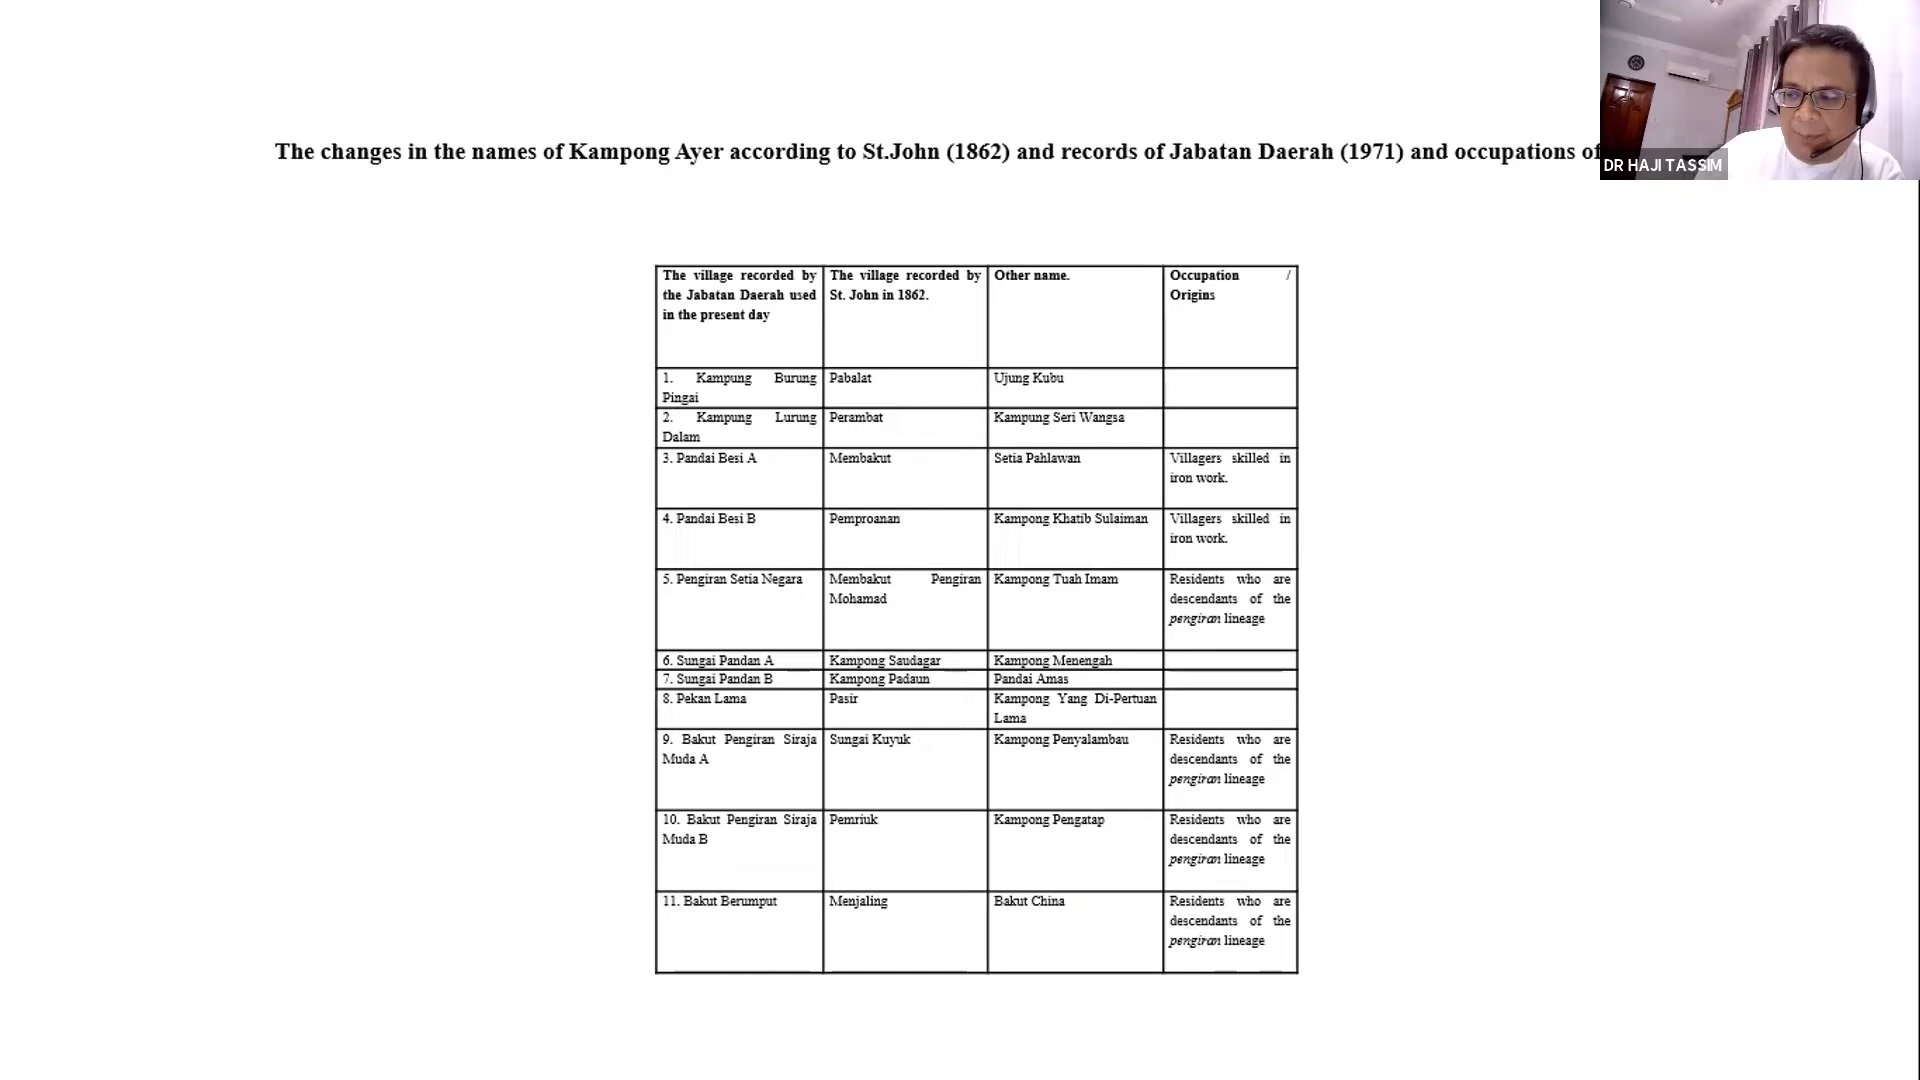 The changes in the names of Kampong Ayer according to St.John (1862) and records of Jabatan Daerah (1971) and occupations of
DR HAJI TASSIM
The village recorded by
the Jabatan Daerah used
in the present day
The village recorded by
St. John in 1862.
Other name.
Occupation /
Origins
1. Kampung Burung
Pingai
Pabalat
Ujung Kubu
2. Kampung Lurung
Dalam
Perambat
Kampung Seri Wangsa
3. Pandai Besi A
Membakut
Setia Pahlawan
Villagers skilled in
iron work.
4. Pandai Besi B
Pemproanan
Kampong Khatib Sulaiman
Villagers skilled in
iron work.
5. Pengiran Setia Negara
Membakut Pengiran
Mohamad
Kampong Tuah Imam
Residents who are
descendants of the
pengiran lineage
6. Sungai Pandan A
Kampong Saudagar
Kampong Menengah
7. Sungai Pandan B
Kampong Padaun
Pandai Amas
8. Pekan Lama
Pasir
Kampong Yang Di-Pertuan
Lama
9. Bakut Pengiran Siraja
Muda A
Sungai Kuyuk
Kampong Penyalambau
Residents who are
descendants of the
pengiran lineage
10. Bakut Pengiran Siraja
Muda B
Pemriuk
Kampong Pengatap
Residents who are
descendants of the
pengiran lineage
11. Bakut Berumput
Menjaling
Bakut China
Residents who are
descendants of the
pengiran lineage